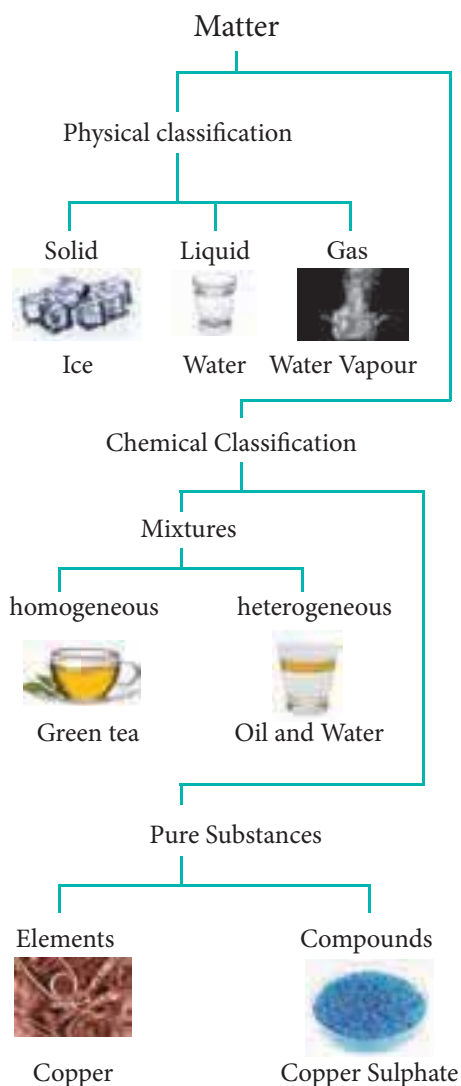 Matter
Physical classification
Solid Liquid Gas
Ice Water Water Vapour
Chemical Classification
Mixtures
homogeneous heterogeneous
Green tea Oil and Water
Pure Substances
Elements Compounds
Copper Copper Sulphate